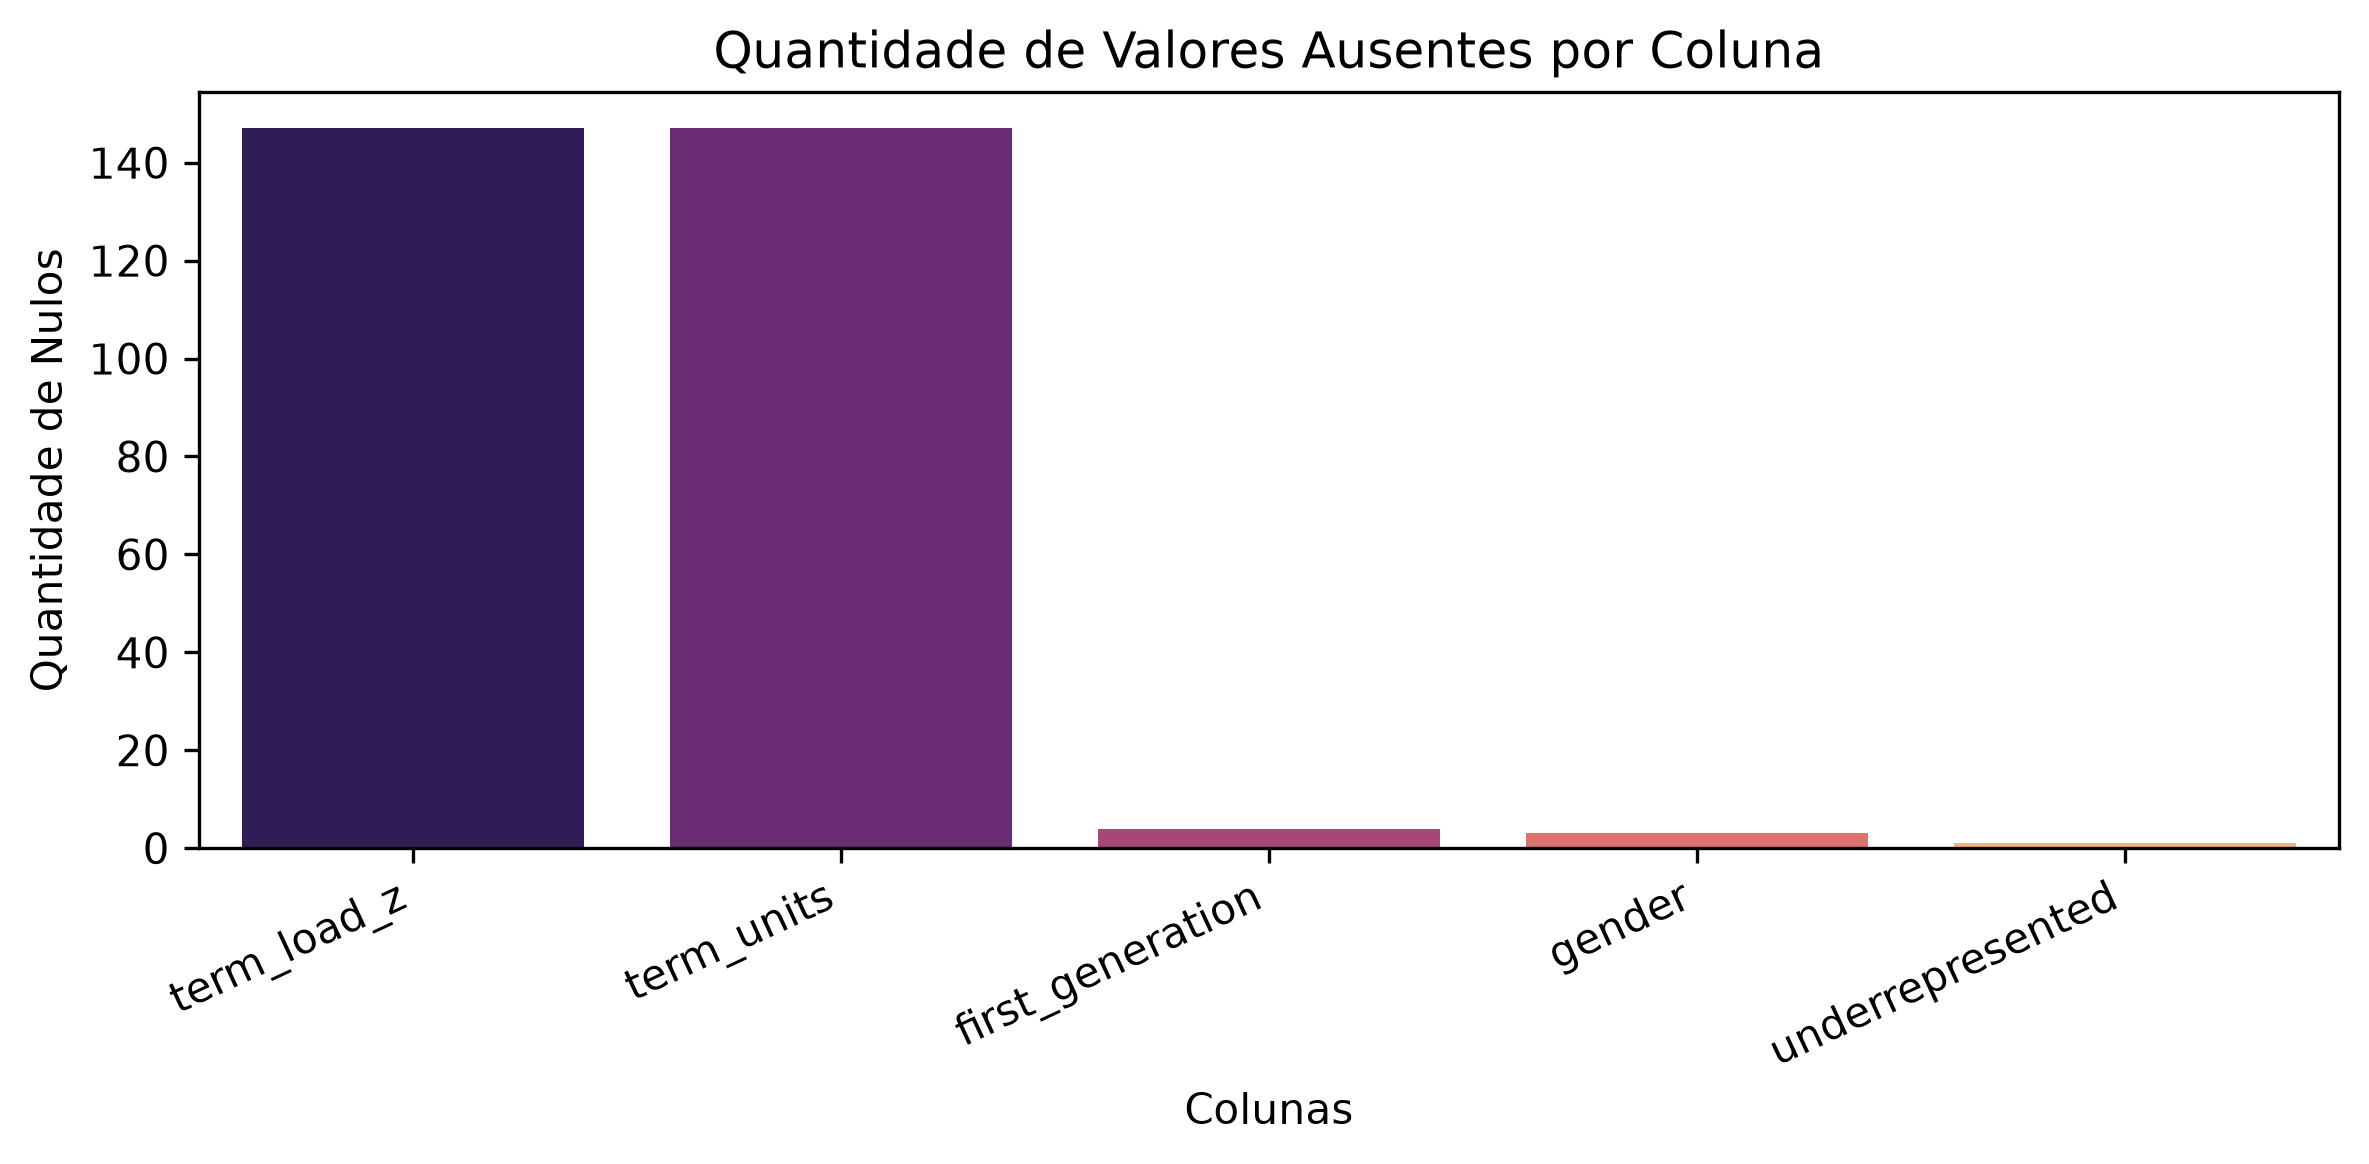 Quantidade de Valores Ausentes por Coluna
Quantidade de Nulos
140
120
100
80
60
40
20
0
term_load_z
term_units
first_generation
gender
underrepresented
Colunas